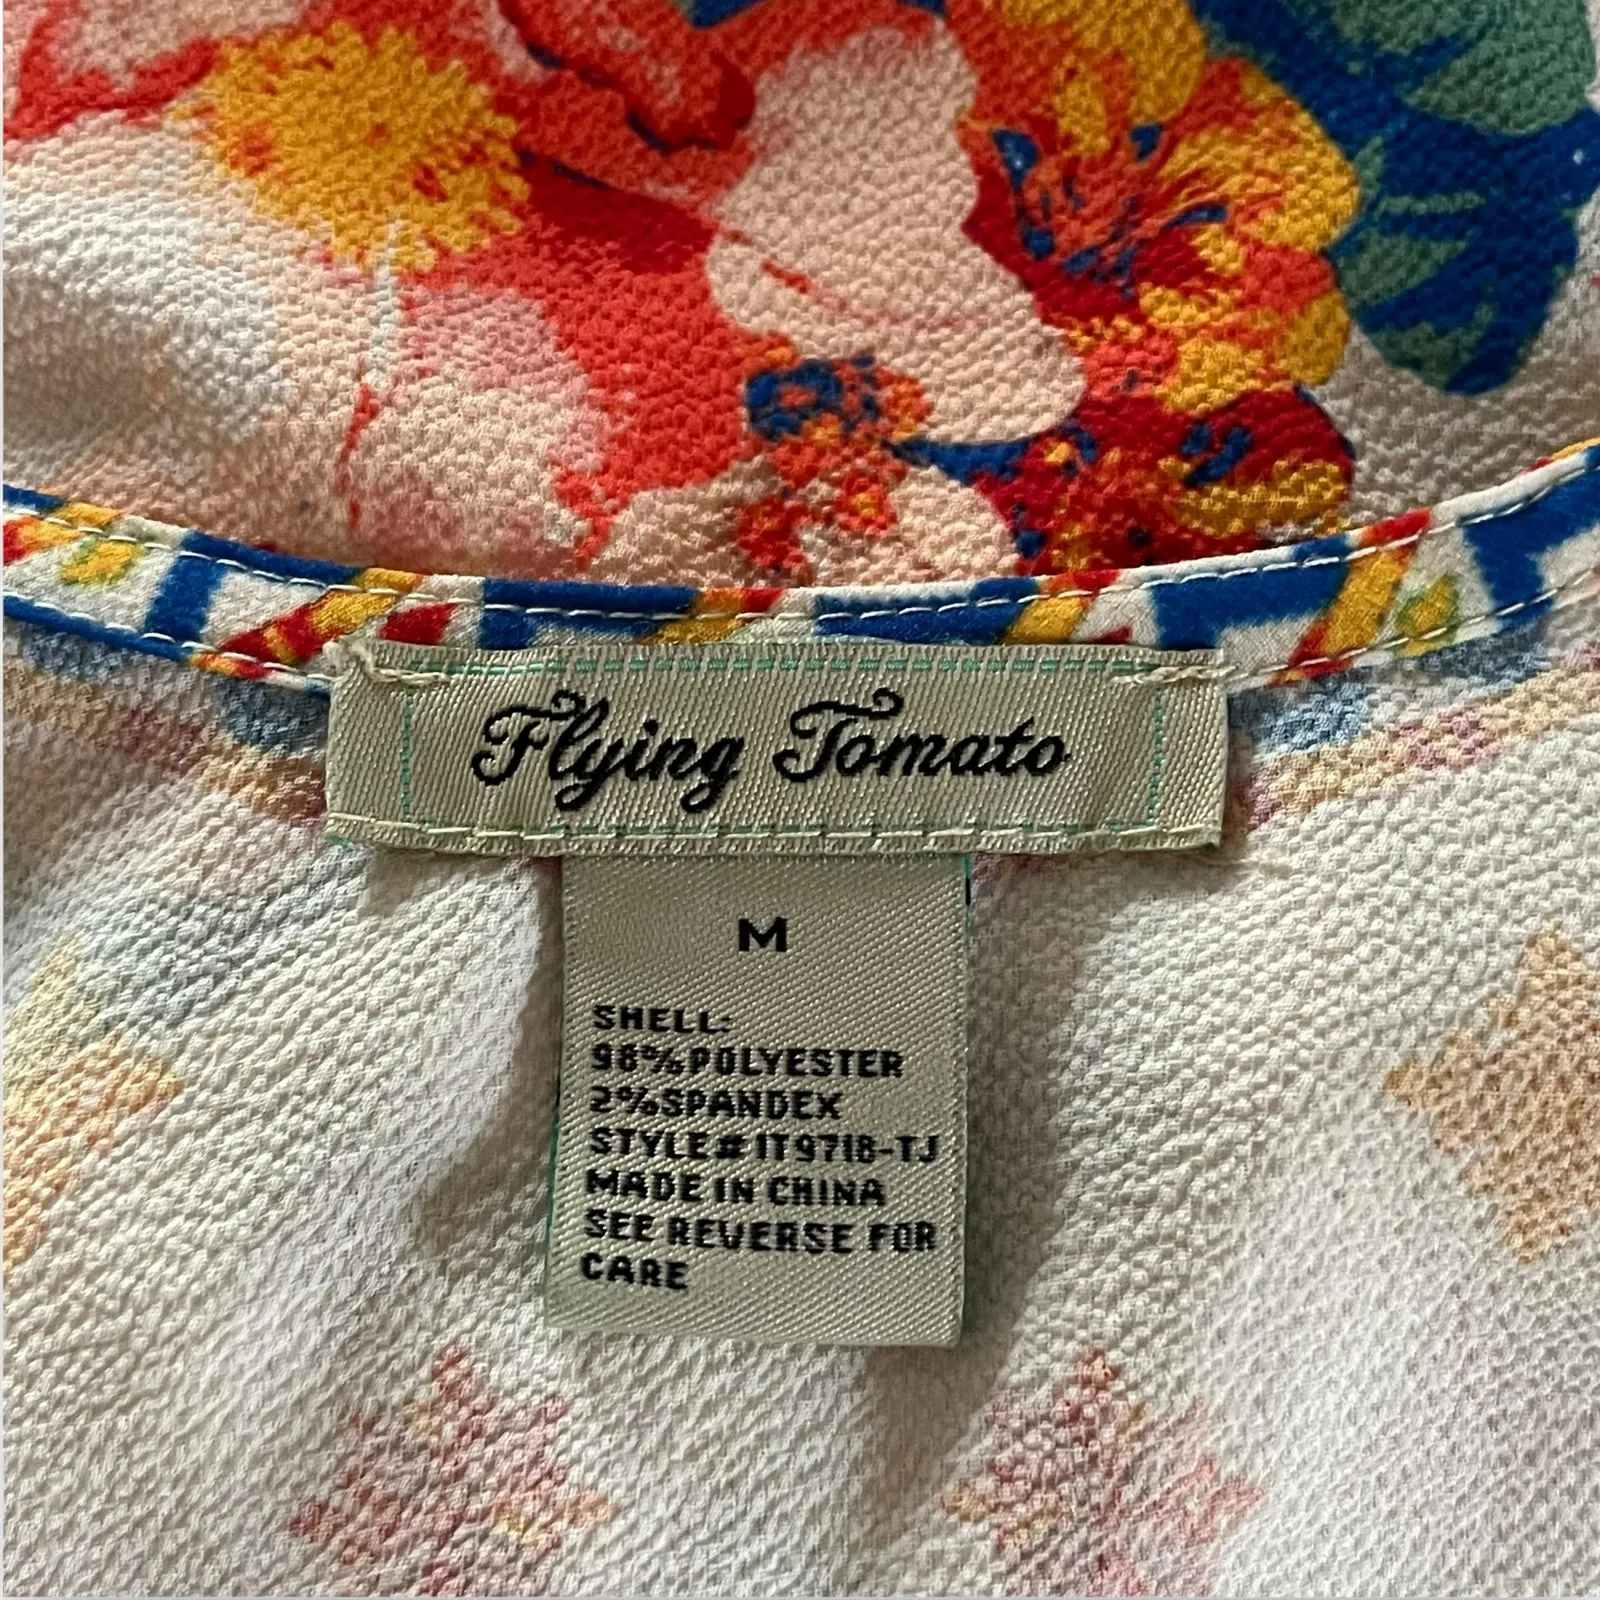 Flying Tomato
M
SHELL:
98%POLYESTER
2%SPANDEX
STYLE#IT9718-TJ
MADE IN CHINA
SEE REVERSE FOR
CARE